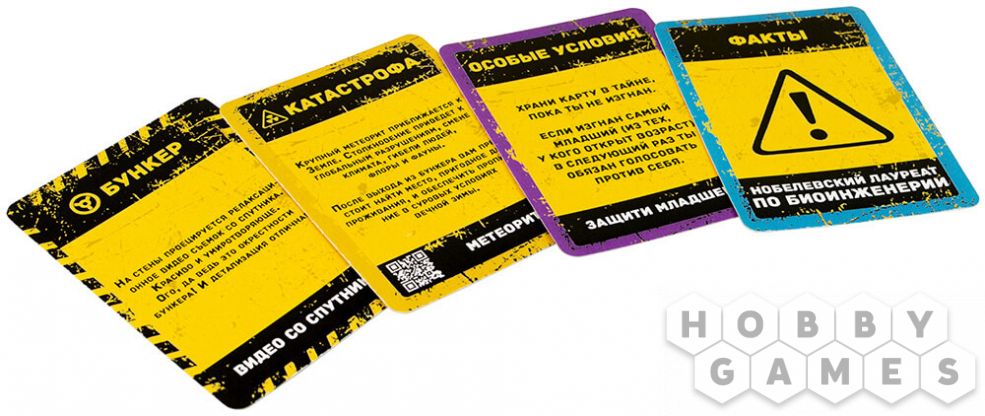 БУНКЕР
На стены проецируется релаксаци-
онное видео съемок со спутника.
Красиво и умиротворяюще.
Ого, да ведь это окрестности
бункера! И детализация отличная
ВИДЕО СО СПУТНИ
КАТАСТРОФА
Крупный метеорит приближается к
Земле. Столкновение приведет к
глобальным разрушениям, смене
климата, гибели людей,
флоры и фауны.
После выхода из бункера вам пред
стоит найти место, пригодное д
проживания, и обеспечить пропи
ние в суровых условиях
вечной зимы.
МЕТЕОРИТ
ОСОБЫЕ УСЛОВИЯ
Храни карту в тайне,
пока ты не изгнан.
Если изгнан самый
младший (из тех,
у кого открыт возраст
в следующий раз ты
обязан голосовать
против себя.
ЗАЩИТИ МЛАДШЕ
ФАКТЫ
НОБЕЛЕВСКИЙ ЛАУРЕАТ
ПО БИОИНЖЕНЕРИИ
HOBBY
GAMES